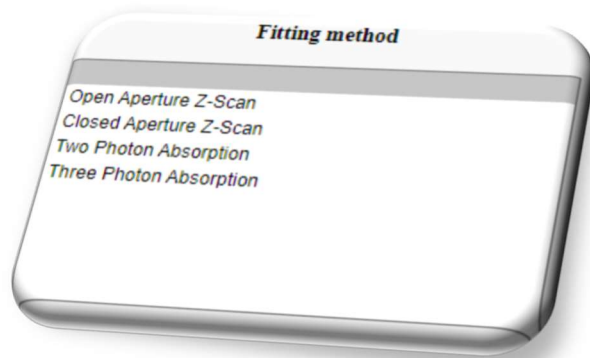 Fitting method
Open Aperture Z-Scan
Closed Aperture Z-Scan
Two Photon Absorption
Three Photon Absorption